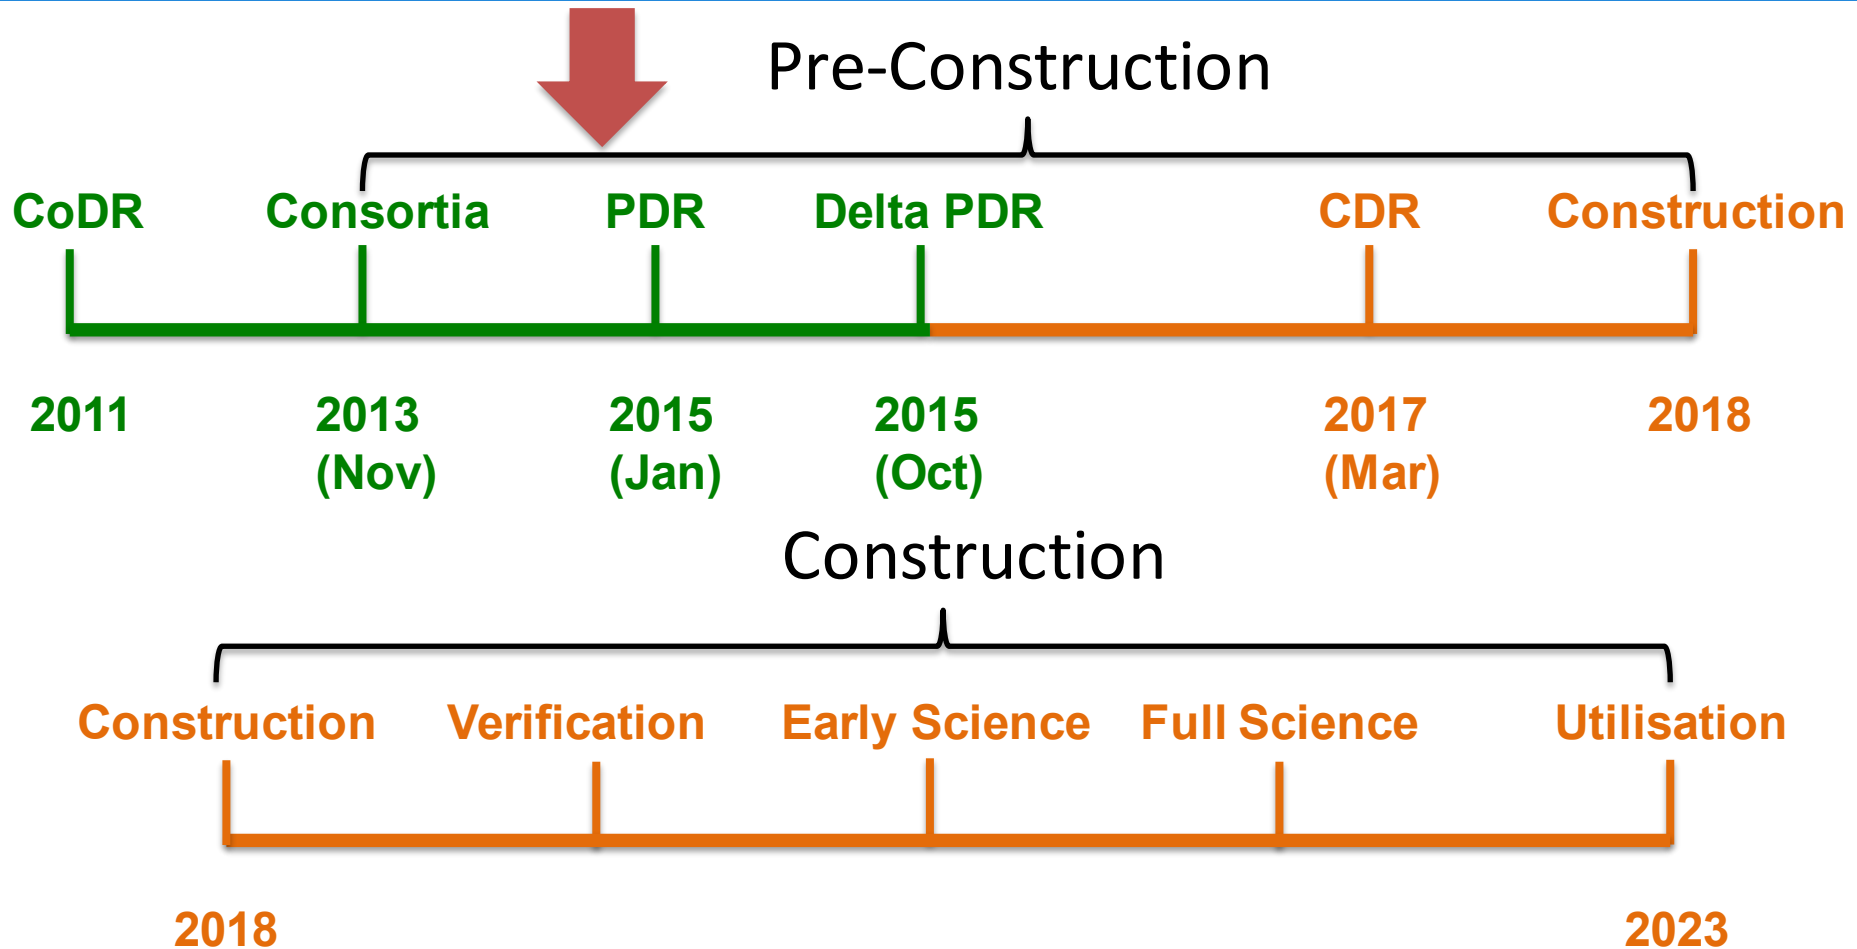 Pre-Construction
CoDR Consortia PDR Delta PDR CDR Construction
2011 2013 2015 2015 2017 2018
(Nov) (Jan) (Oct) (Mar)
Construction
Construction Verification Early Science Full Science Utilisation
2018 2023